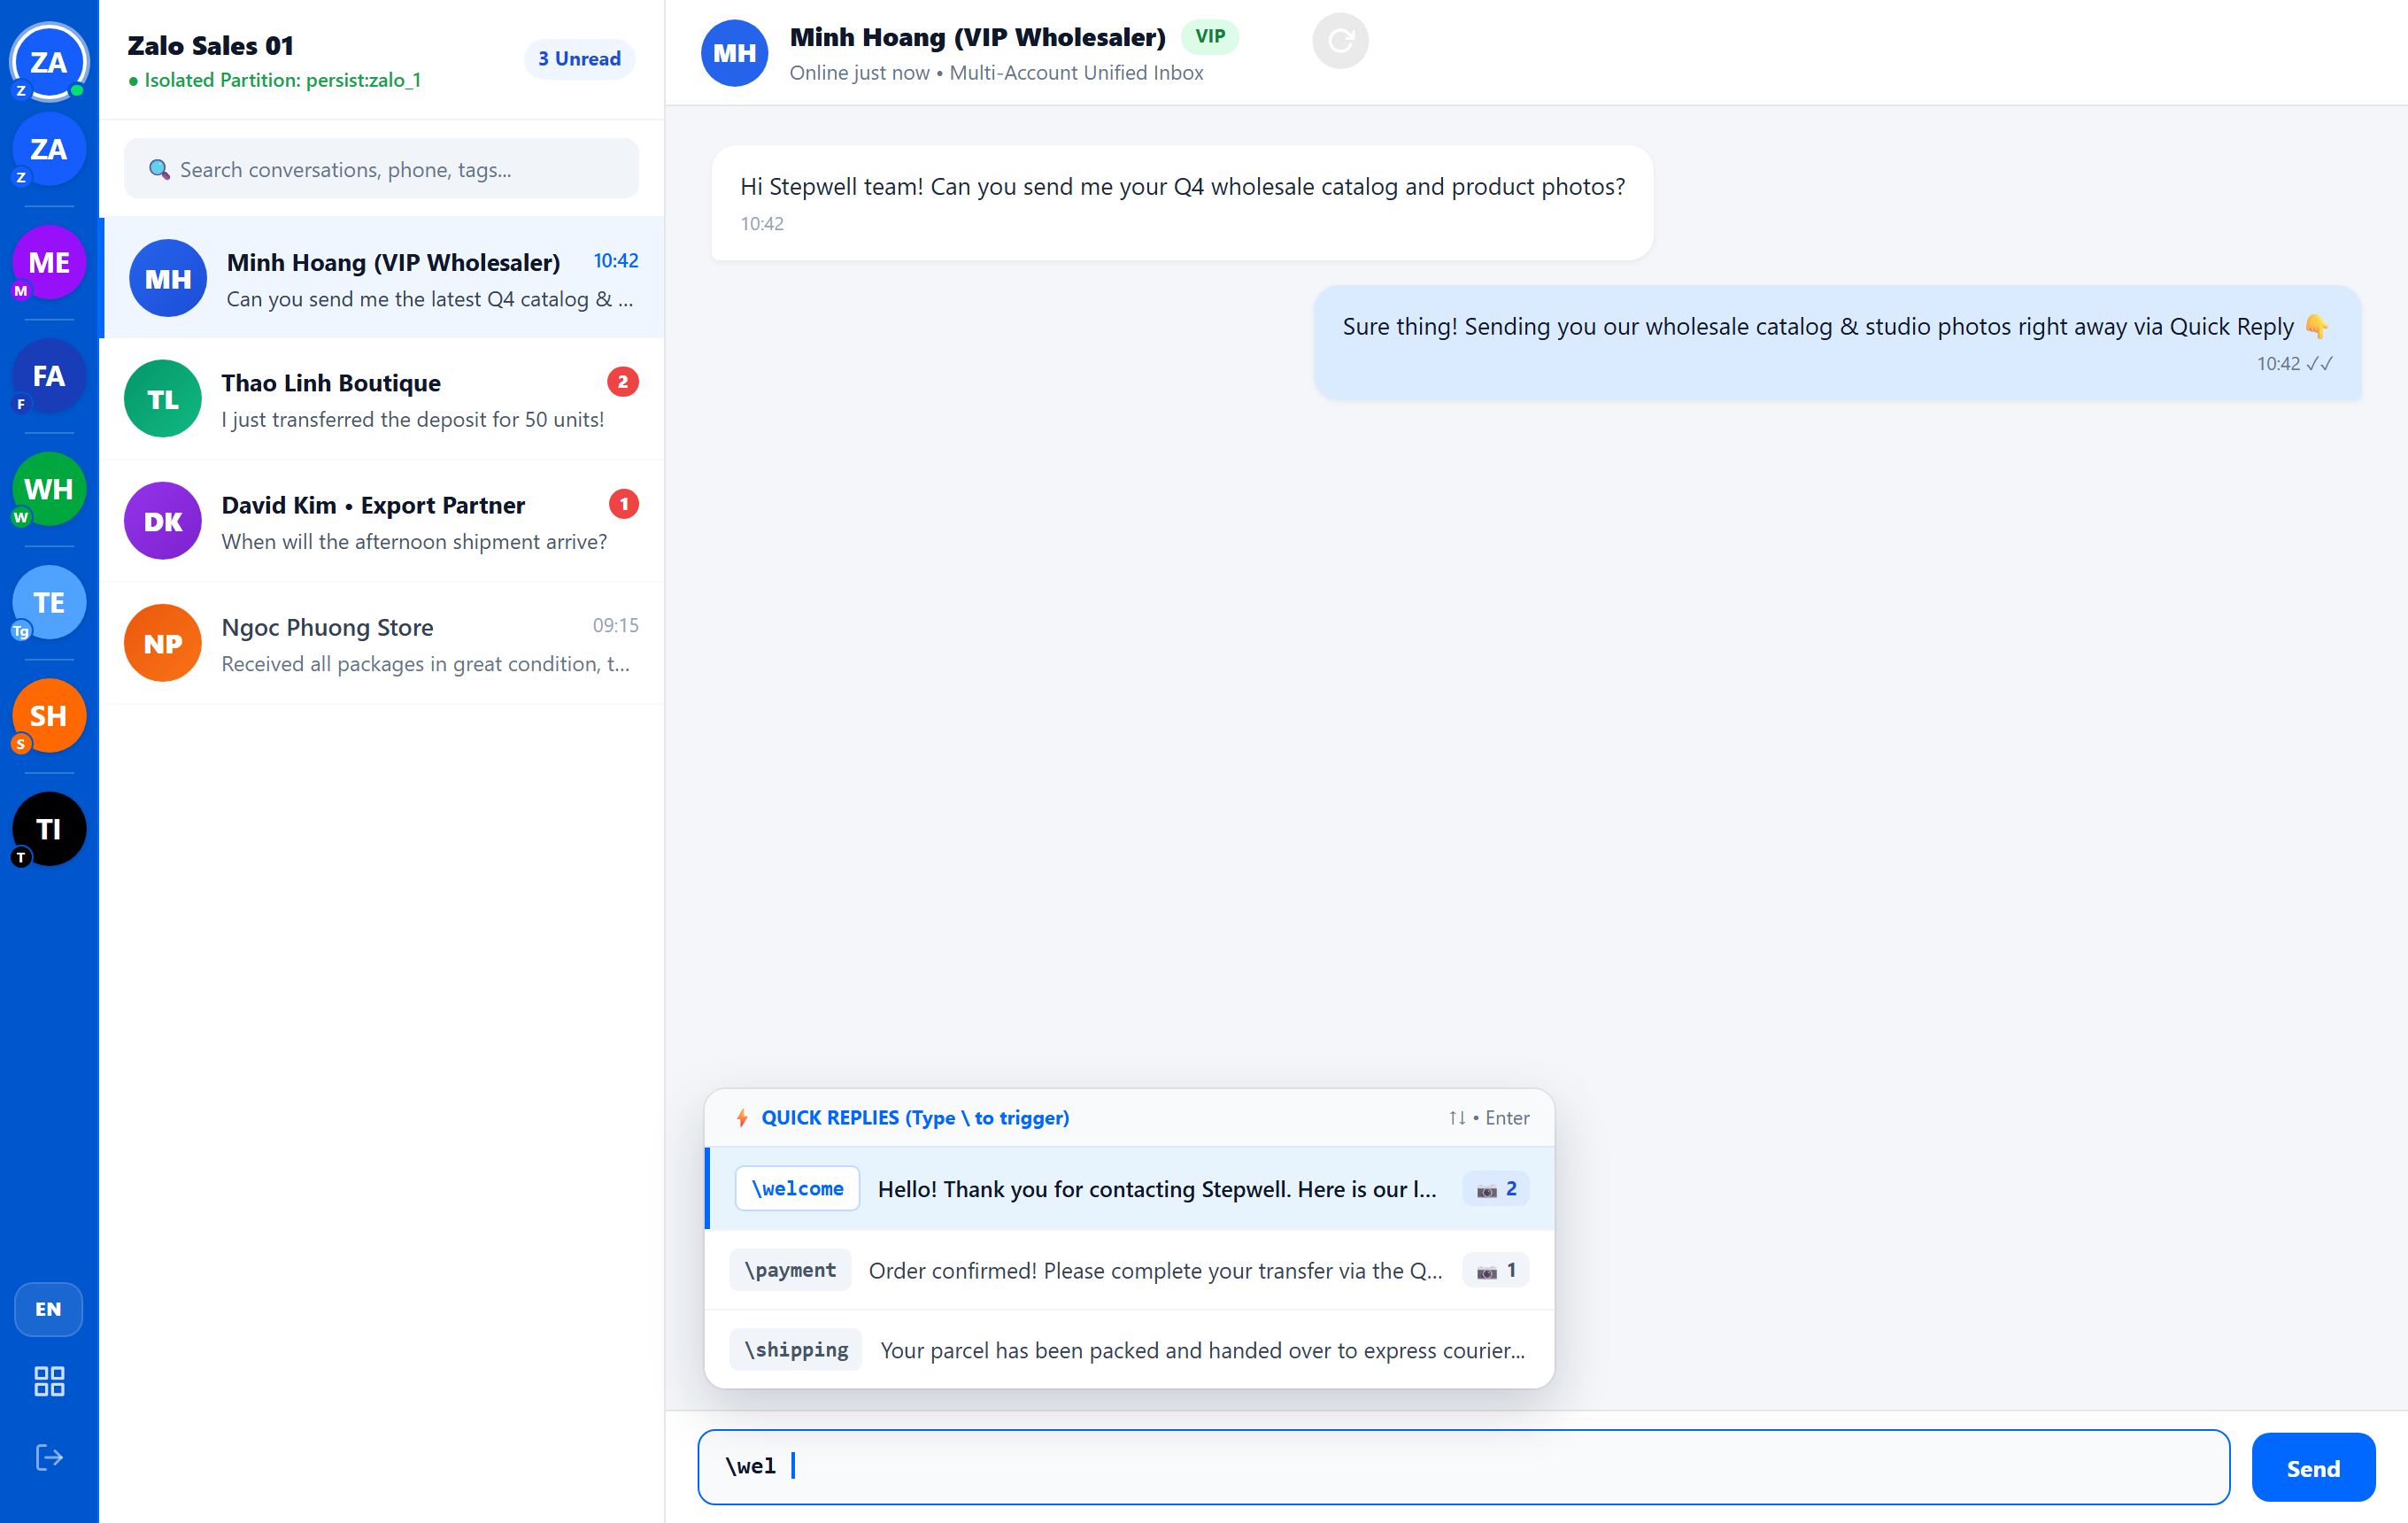 ZA
Z
ZA
Z
ME
M
FA
F
WH
W
TE
Tg
SH
S
TI
T
EN
Zalo Sales 01
● Isolated Partition: persist:zalo_1
3 Unread
🔍 Search conversations, phone, tags...
MH
Minh Hoang (VIP Wholesaler)
10:42
Can you send me the latest Q4 catalog & ...
TL
Thao Linh Boutique
2
I just transferred the deposit for 50 units!
DK
David Kim • Export Partner
1
When will the afternoon shipment arrive?
NP
Ngoc Phuong Store
09:15
Received all packages in great condition, t...
MH
Minh Hoang (VIP Wholesaler)
VIP
Online just now • Multi-Account Unified Inbox
Hi Stepwell team! Can you send me your Q4 wholesale catalog and product photos?
10:42
Sure thing! Sending you our wholesale catalog & studio photos right away via Quick Reply 👇
10:42 ✓✓
⚡ QUICK REPLIES (Type \ to trigger)
↑↓ • Enter
\welcome Hello! Thank you for contacting Stepwell. Here is our l... 📷 2
\payment Order confirmed! Please complete your transfer via the Q... 📷 1
\shipping Your parcel has been packed and handed over to express courier...
\wel
Send